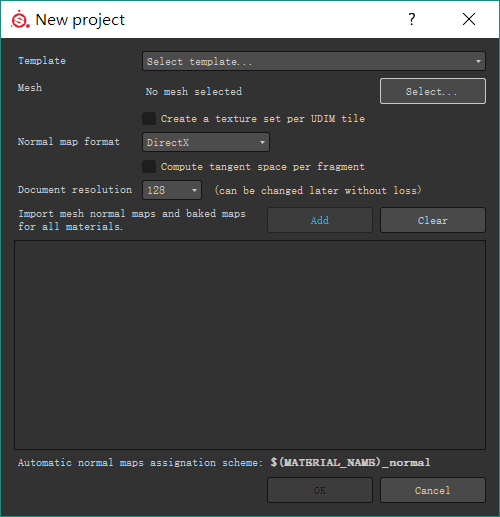 New project
?
Template
Select template...
Mesh
No mesh selected
Select...
Create a texture set per UDIM tile
Normal map format
DirectX
Compute tangent space per fragment
Document resolution
128
(can be changed later without loss)
Import mesh normal maps and baked maps
for all materials.
Add
Clear
Automatic normal maps assignation scheme: $(MATERIAL_NAME)_normal
OK
Cancel